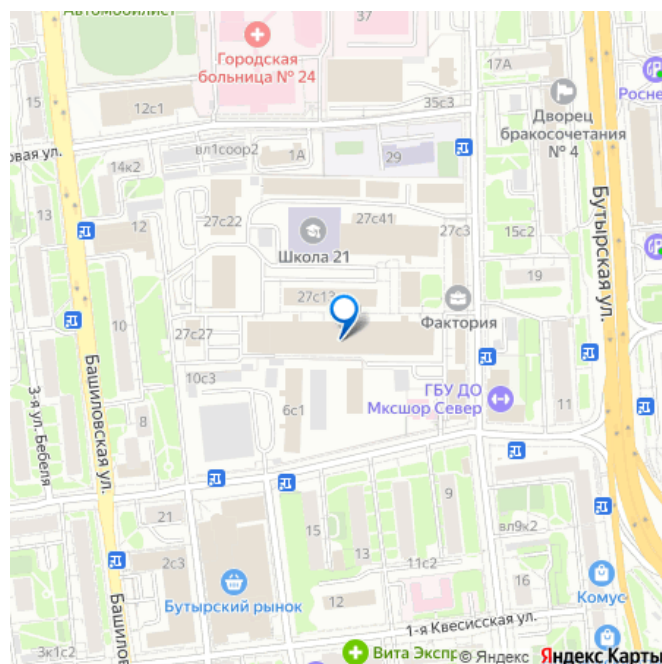 Автомобилист
37
Городская
больница № 24
17А
Росне
15
12с1
35с3
Дворец
бракосочетания
№ 4
овая ул.
вл1соор2
1А
29
14к2
13
12
27с22
27с41
27с3
15с2
Школа 21
Бутырская ул.
19
27с13
Фактория
10
27с27
10с3
Башиловская ул.
3-я ул. Бебеля
ГБУ ДО
Мксшор Север
8
6с1
11
21
9
15
13
вл9к2
2с3
11с2
Бутырский рынок
16
12
Комус
1-я Квесисская ул.
Башилов
3к1с2
Вита Экспр
© Яндекс
Яндекс Карты